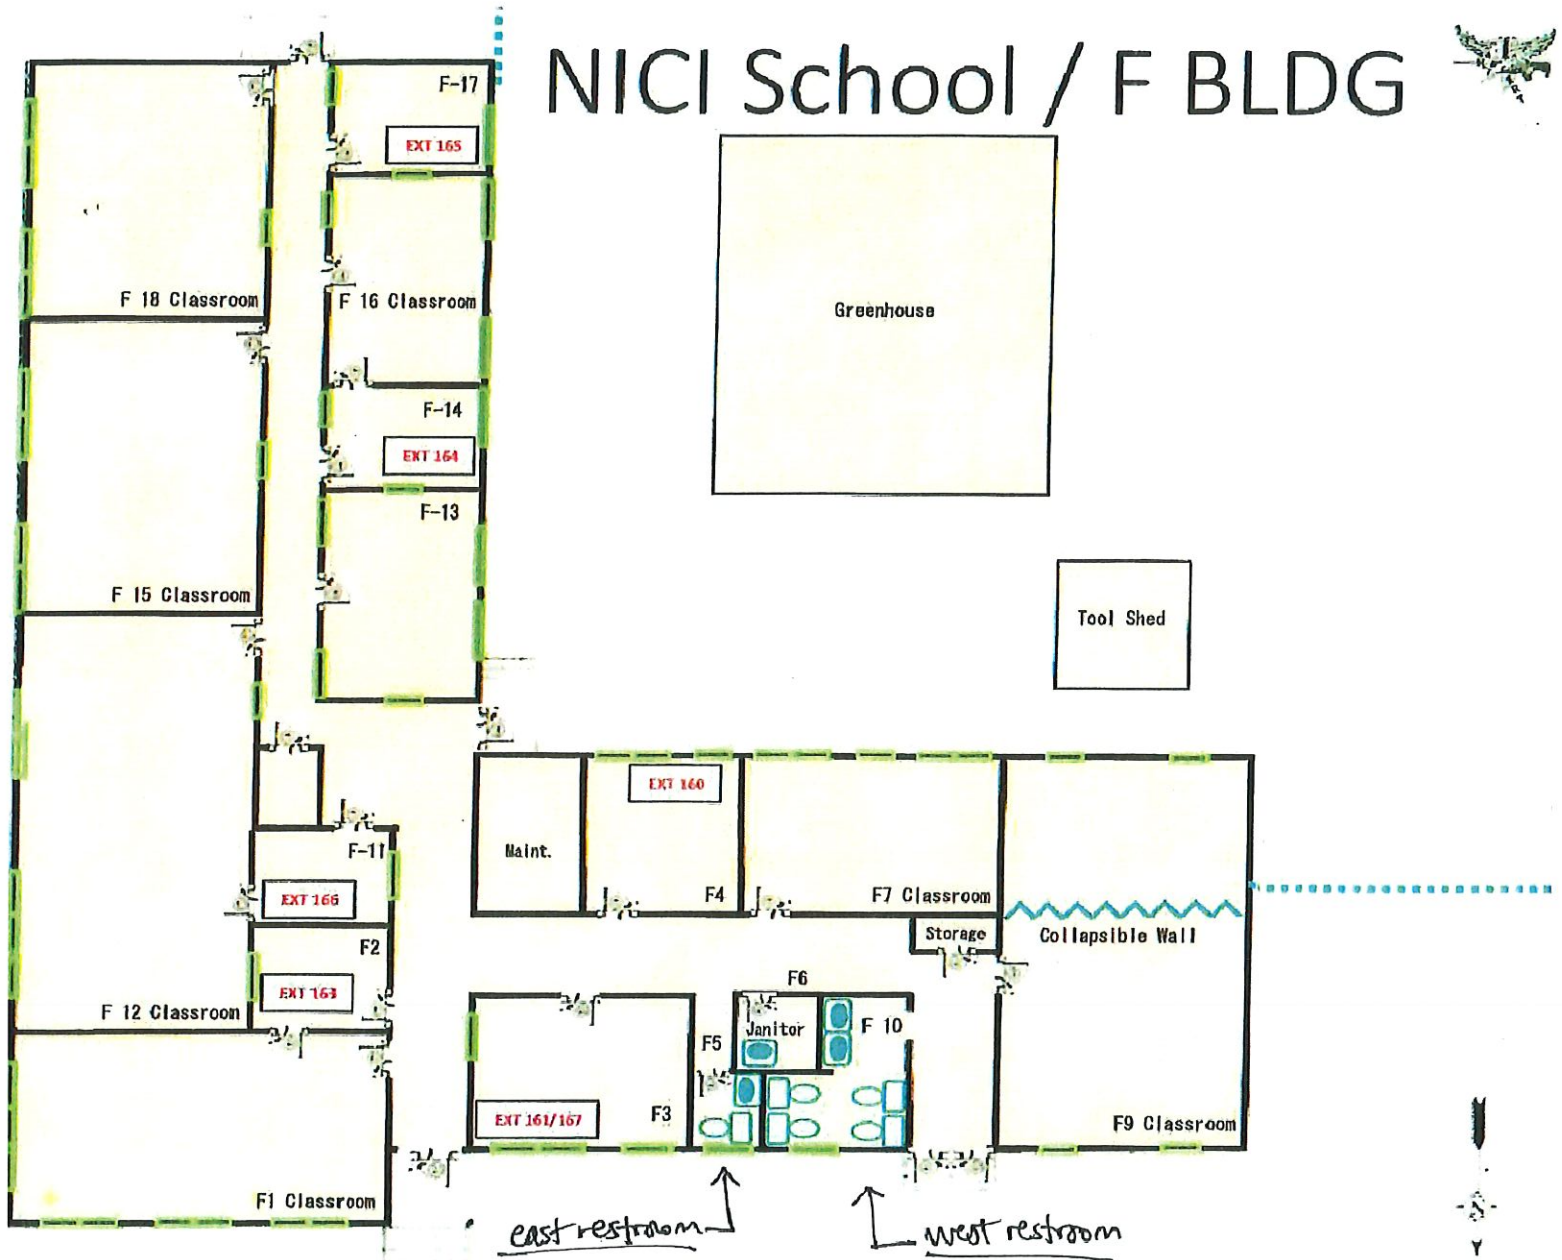 NICI School / F BLDG
F-17
EXT 165
F 18 Classroom
F 16 Classroom
Greenhouse
F-14
EXT 164
F-13
F 15 Classroom
Tool Shed
EXT 160
Maint.
F-11
F4
F7 Classroom
EXT 166
Storage
Collapsible Wall
F2
F6
EXT 163
F 12 Classroom
Janitor
F 10
F5
EXT 161/167
F3
F9 Classroom
F1 Classroom
east restroom
west restroom